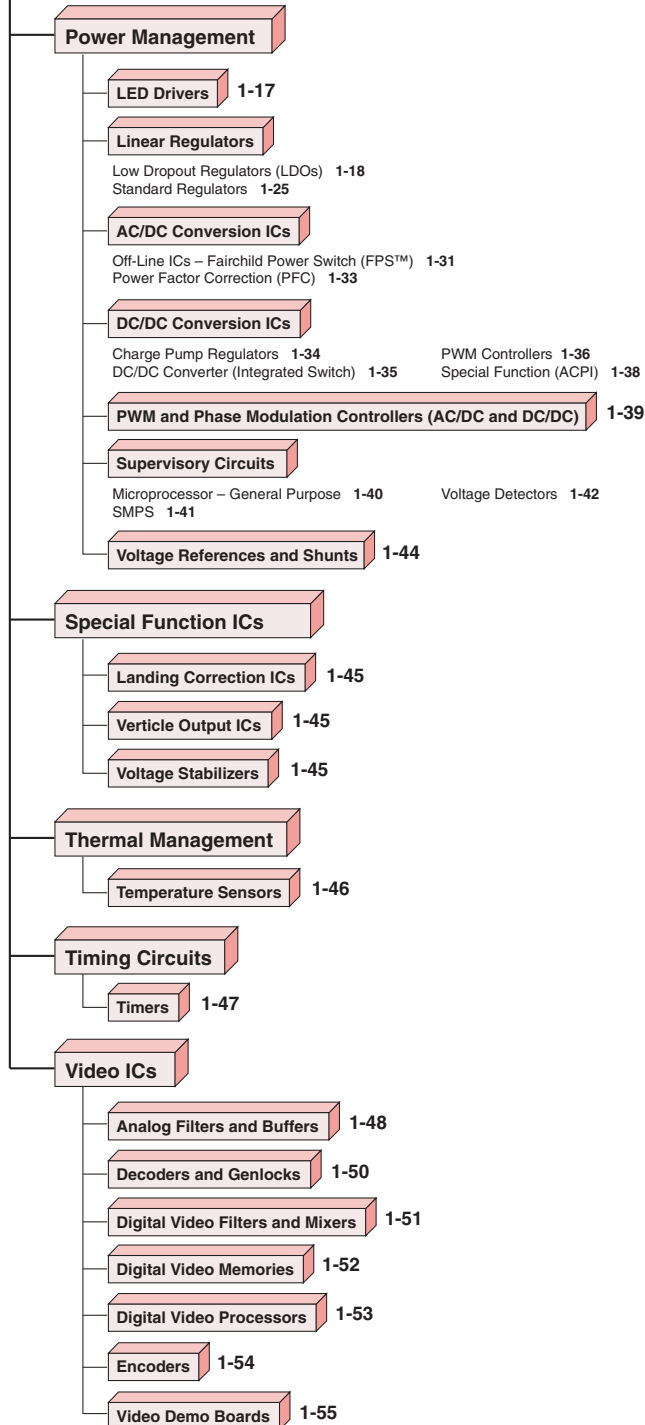 Power Management
LED Drivers 1-17
Linear Regulators
Low Dropout Regulators (LDOs) 1-18
Standard Regulators 1-25
AC/DC Conversion ICs
Off-Line ICs – Fairchild Power Switch (FPS™) 1-31
Power Factor Correction (PFC) 1-33
DC/DC Conversion ICs
Charge Pump Regulators 1-34 PWM Controllers 1-36
DC/DC Converter (Integrated Switch) 1-35 Special Function (ACPI) 1-38
PWM and Phase Modulation Controllers (AC/DC and DC/DC) 1-39
Supervisory Circuits
Microprocessor – General Purpose 1-40 Voltage Detectors 1-42
SMPS 1-41
Voltage References and Shunts 1-44
Special Function ICs
Landing Correction ICs 1-45
Verticle Output ICs 1-45
Voltage Stabilizers 1-45
Thermal Management
Temperature Sensors 1-46
Timing Circuits
Timers 1-47
Video ICs
Analog Filters and Buffers 1-48
Decoders and Genlocks 1-50
Digital Video Filters and Mixers 1-51
Digital Video Memories 1-52
Digital Video Processors 1-53
Encoders 1-54
Video Demo Boards 1-55